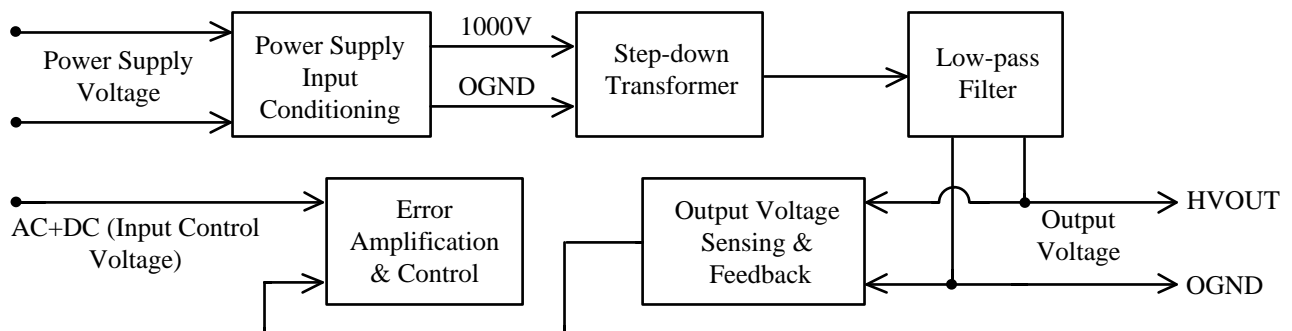 Power Supply
Voltage
Power Supply
Input
Conditioning
1000V
OGND
Step-down
Transformer
Low-pass
Filter
AC+DC (Input Control
Voltage)
Error
Amplification
& Control
Output Voltage
Sensing &
Feedback
HVOUT
Output
Voltage
OGND